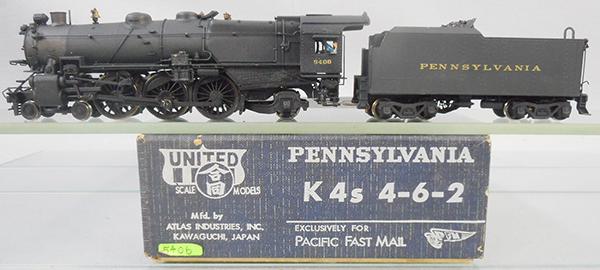 5406
PENNSYLVANIA
UNITED
合同
SCALE MODELS
Mfd. by
ATLAS INDUSTRIES, INC.
KAWAGUCHI, JAPAN
5406
PENNSYLVANIA
K4s 4-6-2
EXCLUSIVELY FOR
PACIFIC FAST MAIL
PFM